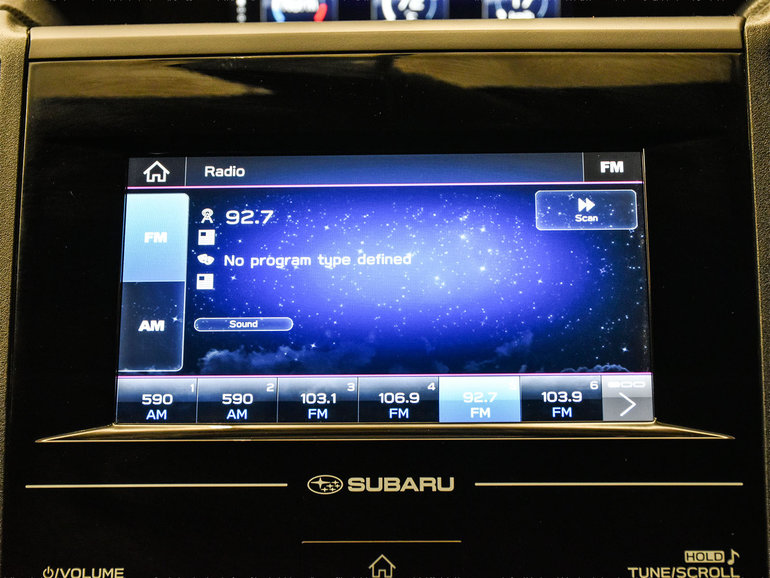 Radio
FM
FM
92.7
Scan
No program type defined
AM
Sound
1
590
AM
2
590
AM
3
103.1
FM
4
106.9
FM
92.7
FM
6
103.9
FM
SUBARU
VOLUME
HOLD
TUNE/SCROLL